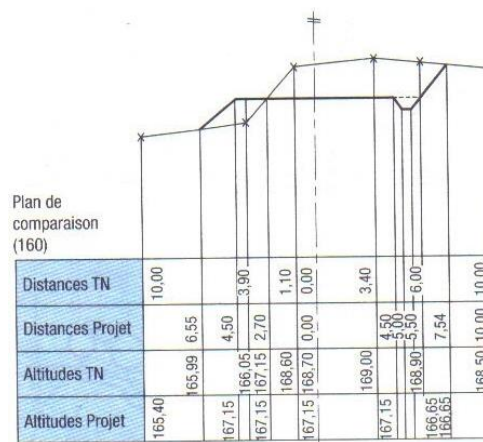 Plan de
comparaison
(160)
Distances TN 10,00 3,90 1,10 0,00 3,40 6,00 10,00
Distances Projet 6,55 4,50 2,70 0,00 4,50 5,00 5,50 7,54 10,00
Altitudes TN 165,99 166,05 167,15 168,60 168,70 169,00 168,90 168,50
Altitudes Projet 165,40 167,15 167,15 167,15 167,15 166,65 166,65